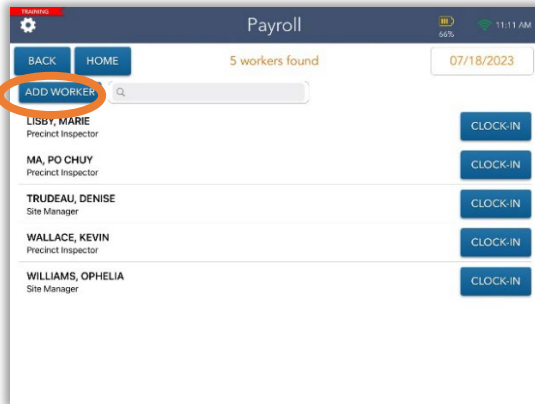 TRAINING
Payroll
66%
11:11 AM
BACK
HOME
5 workers found
07/18/2023
ADD WORKER
LISBY, MARIE
Precinct Inspector
CLOCK-IN
MA, PO CHUY
Precinct Inspector
CLOCK-IN
TRUDEAU, DENISE
Site Manager
CLOCK-IN
WALLACE, KEVIN
Precinct Inspector
CLOCK-IN
WILLIAMS, OPHELIA
Site Manager
CLOCK-IN